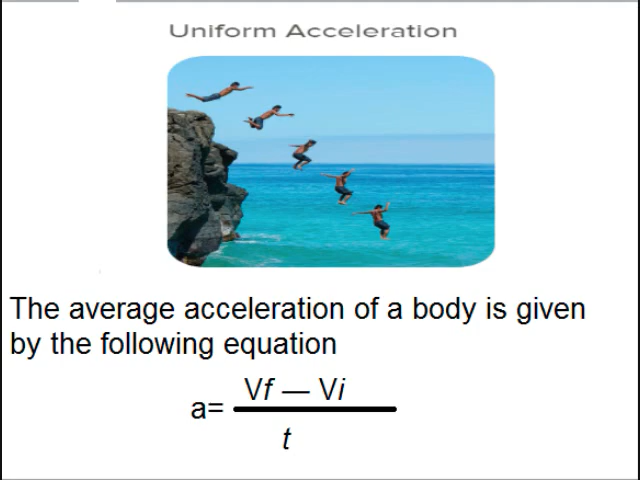 Uniform Acceleration
The average acceleration of a body is given
by the following equation
Vf — Vi
a=
t